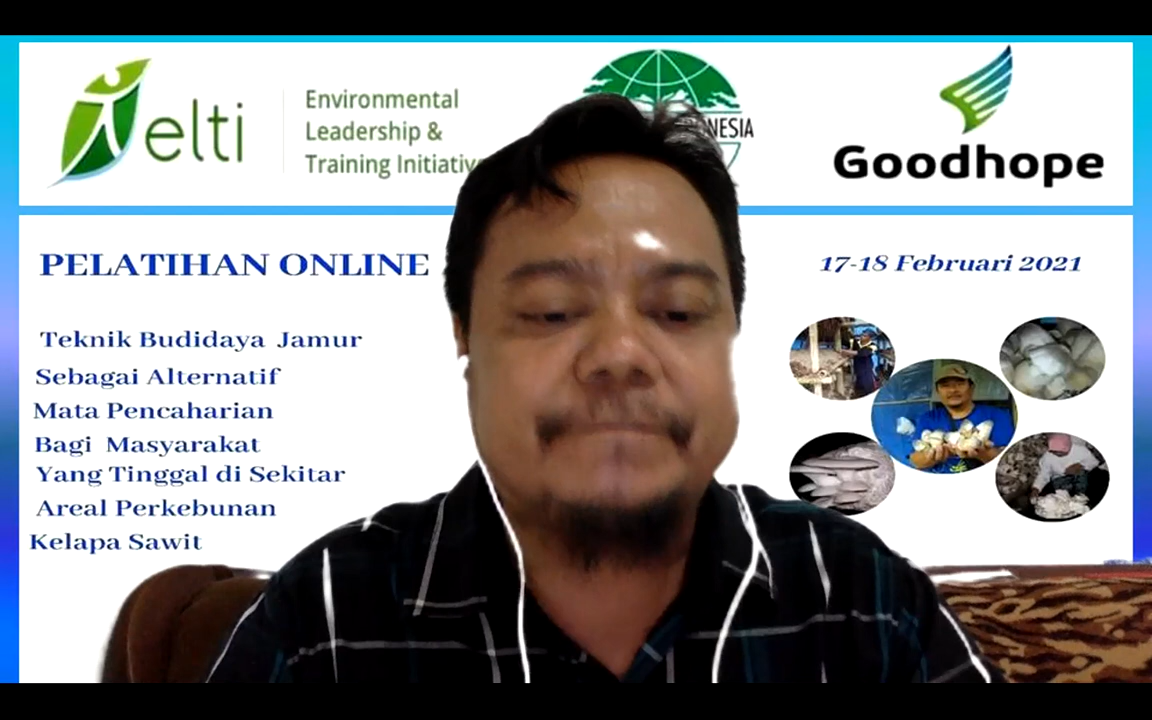 elti
Environmental
Leadership &
Training Initiative
Goodhope
PELATIHAN ONLINE
17-18 Februari 2021
Teknik Budidaya Jamur
Sebagai Alternatif
Mata Pencaharian
Bagi Masyarakat
Yang Tinggal di Sekitar
Areal Perkebunan
Kelapa Sawit